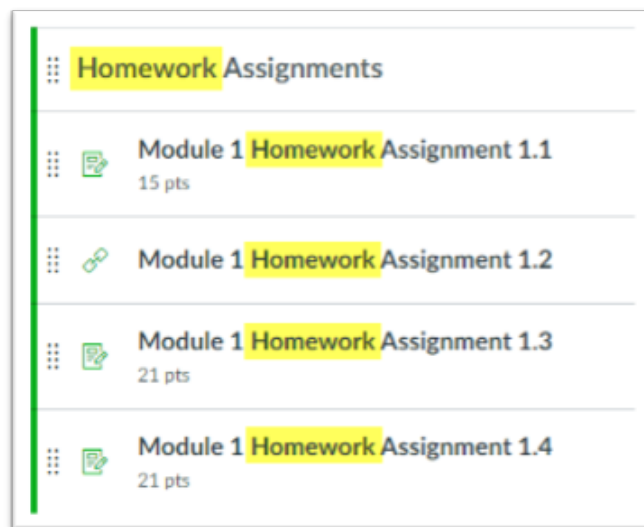 Homework Assignments
Module 1 Homework Assignment 1.1
15 pts
Module 1 Homework Assignment 1.2
Module 1 Homework Assignment 1.3
21 pts
Module 1 Homework Assignment 1.4
21 pts